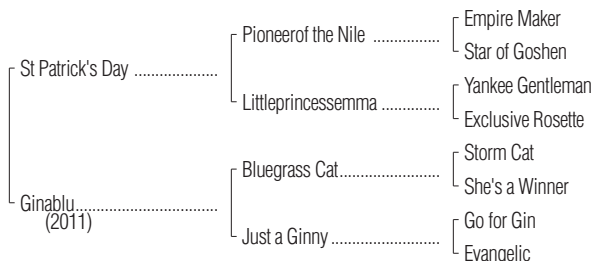 Empire Maker
Pioneerof the Nile ................
Star of Goshen
St Patrick's Day ....................
Yankee Gentleman
Littleprincessemma ..............
Exclusive Rosette
Storm Cat
Bluegrass Cat.......................
She's a Winner
Ginablu..................................
(2011)
Go for Gin
Just a Ginny .........................
Evangelic